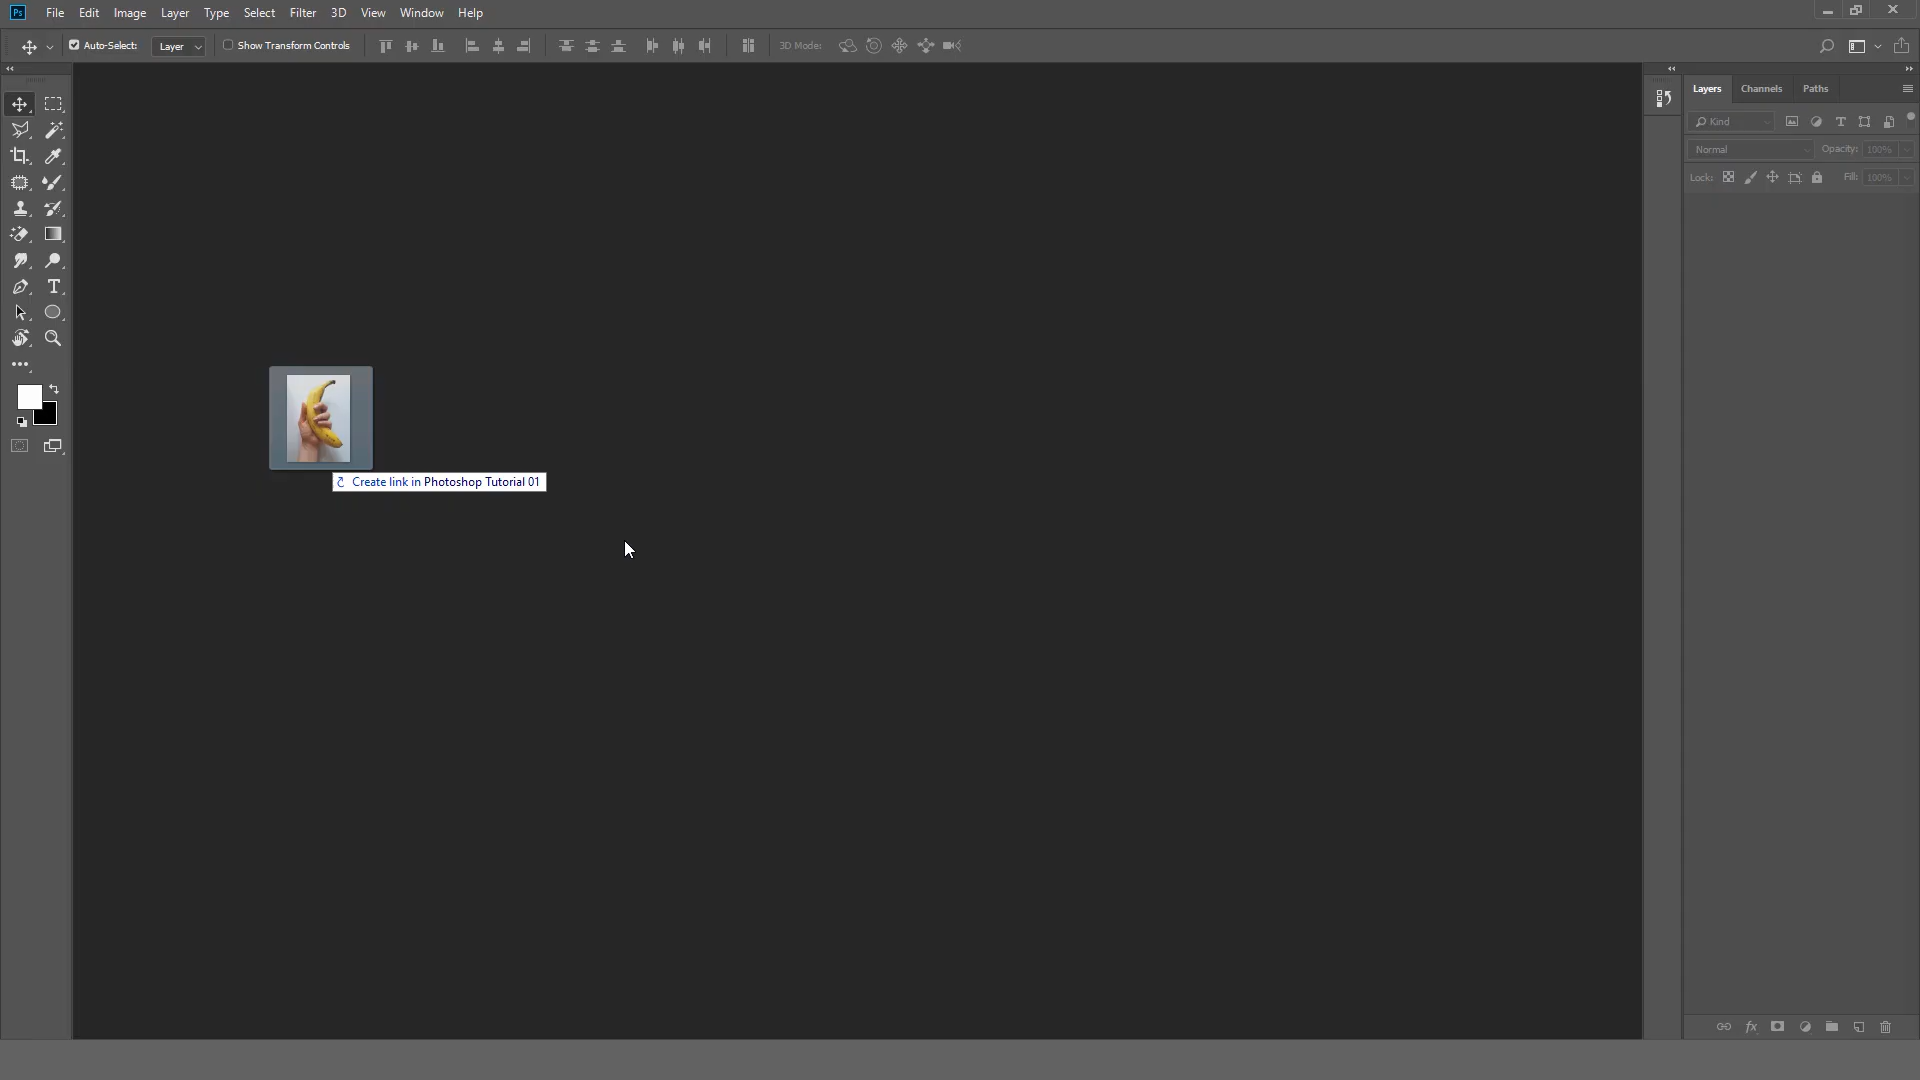 Ps File Edit Image Layer Type Select Filter 3D View Window Help
Auto-Select: Layer Show Transform Controls 3D Mode:
Layers Channels Paths
Kind T
Normal Opacity: 100%
Lock: Fill: 100%
T
Create link in Photoshop Tutorial 01
fx